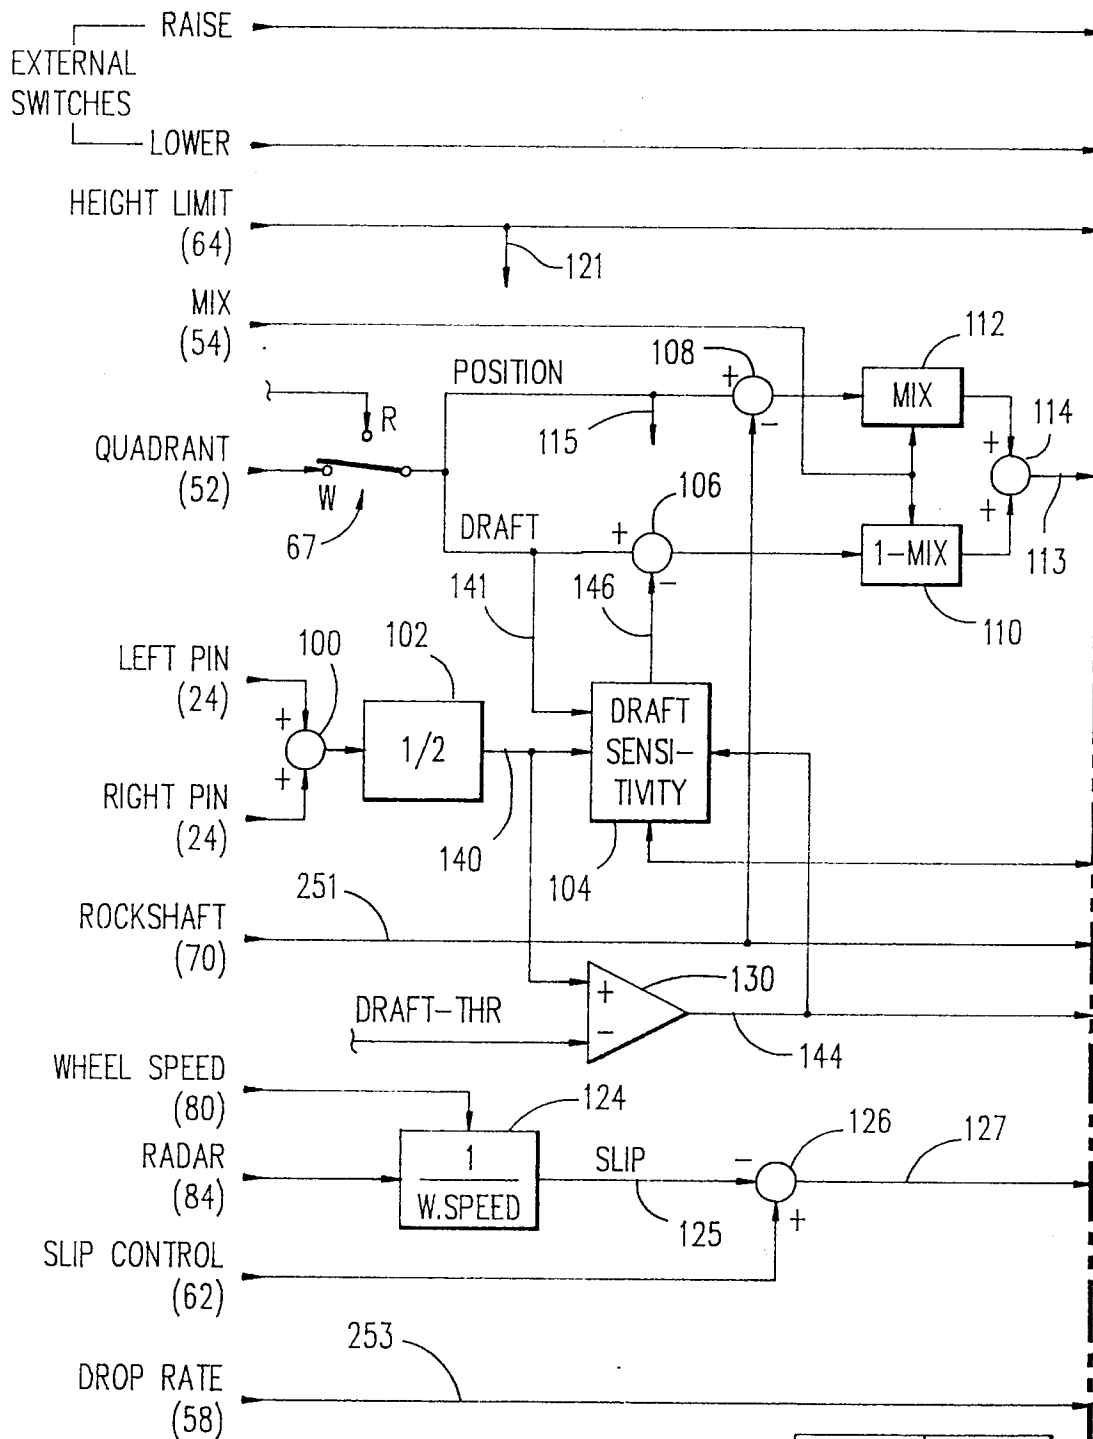 RAISE
EXTERNAL
SWITCHES
LOWER
HEIGHT LIMIT
(64)
121
MIX
(54)
108
112
POSITION
+
MIX
R
115
−
114
QUADRANT
(52)
W
67
+
+
106
DRAFT
+
1-MIX
113
141
146
−
110
LEFT PIN
(24)
100
102
+
1/2
DRAFT
SENSI-
TIVITY
+
RIGHT PIN
(24)
140
104
251
ROCKSHAFT
(70)
130
DRAFT-THR
+
−
144
WHEEL SPEED
(80)
124
126
127
RADAR
(84)
1
W.SPEED
SLIP
−
125
+
SLIP CONTROL
(62)
253
DROP RATE
(58)